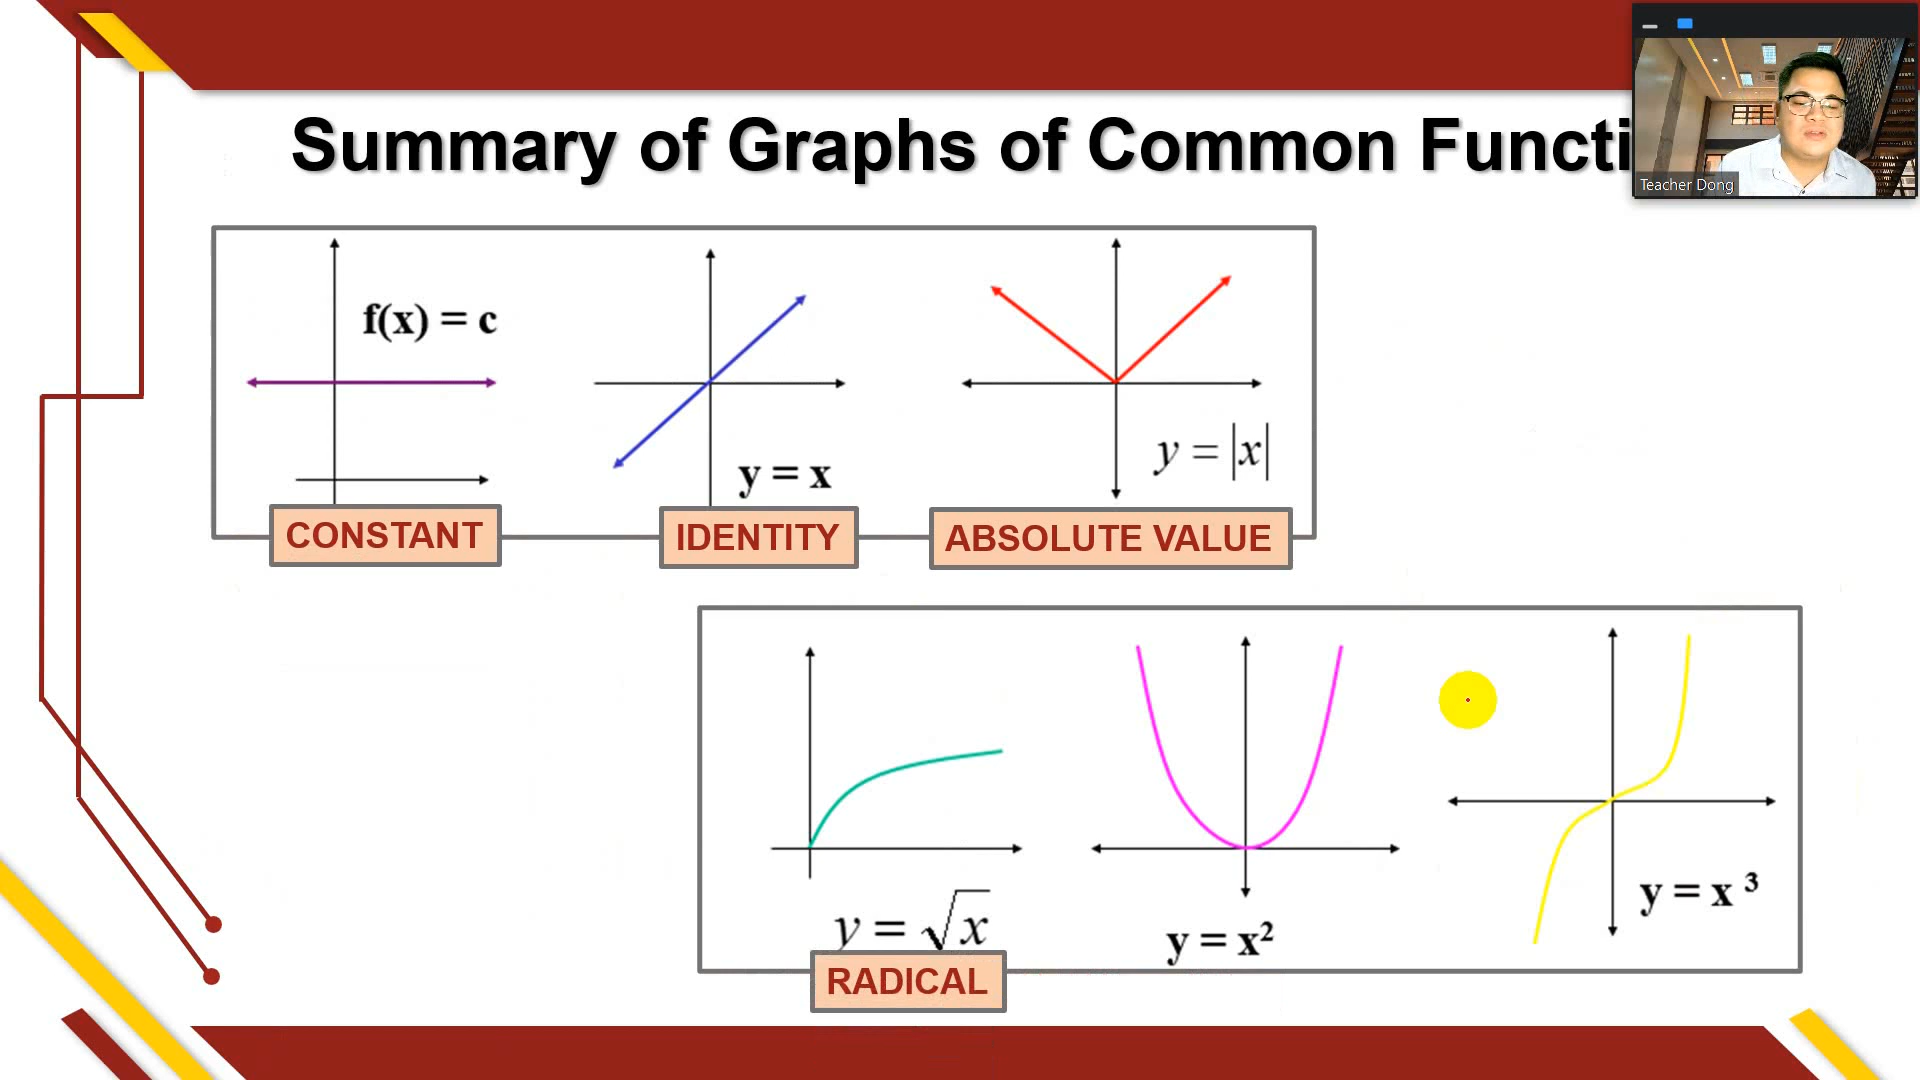 Summary of Graphs of Common Functi
Teacher Dong
f(x) = c
y = x
y = |x|
CONSTANT
IDENTITY
ABSOLUTE VALUE
y = √x
y = x²
y = x ³
RADICAL